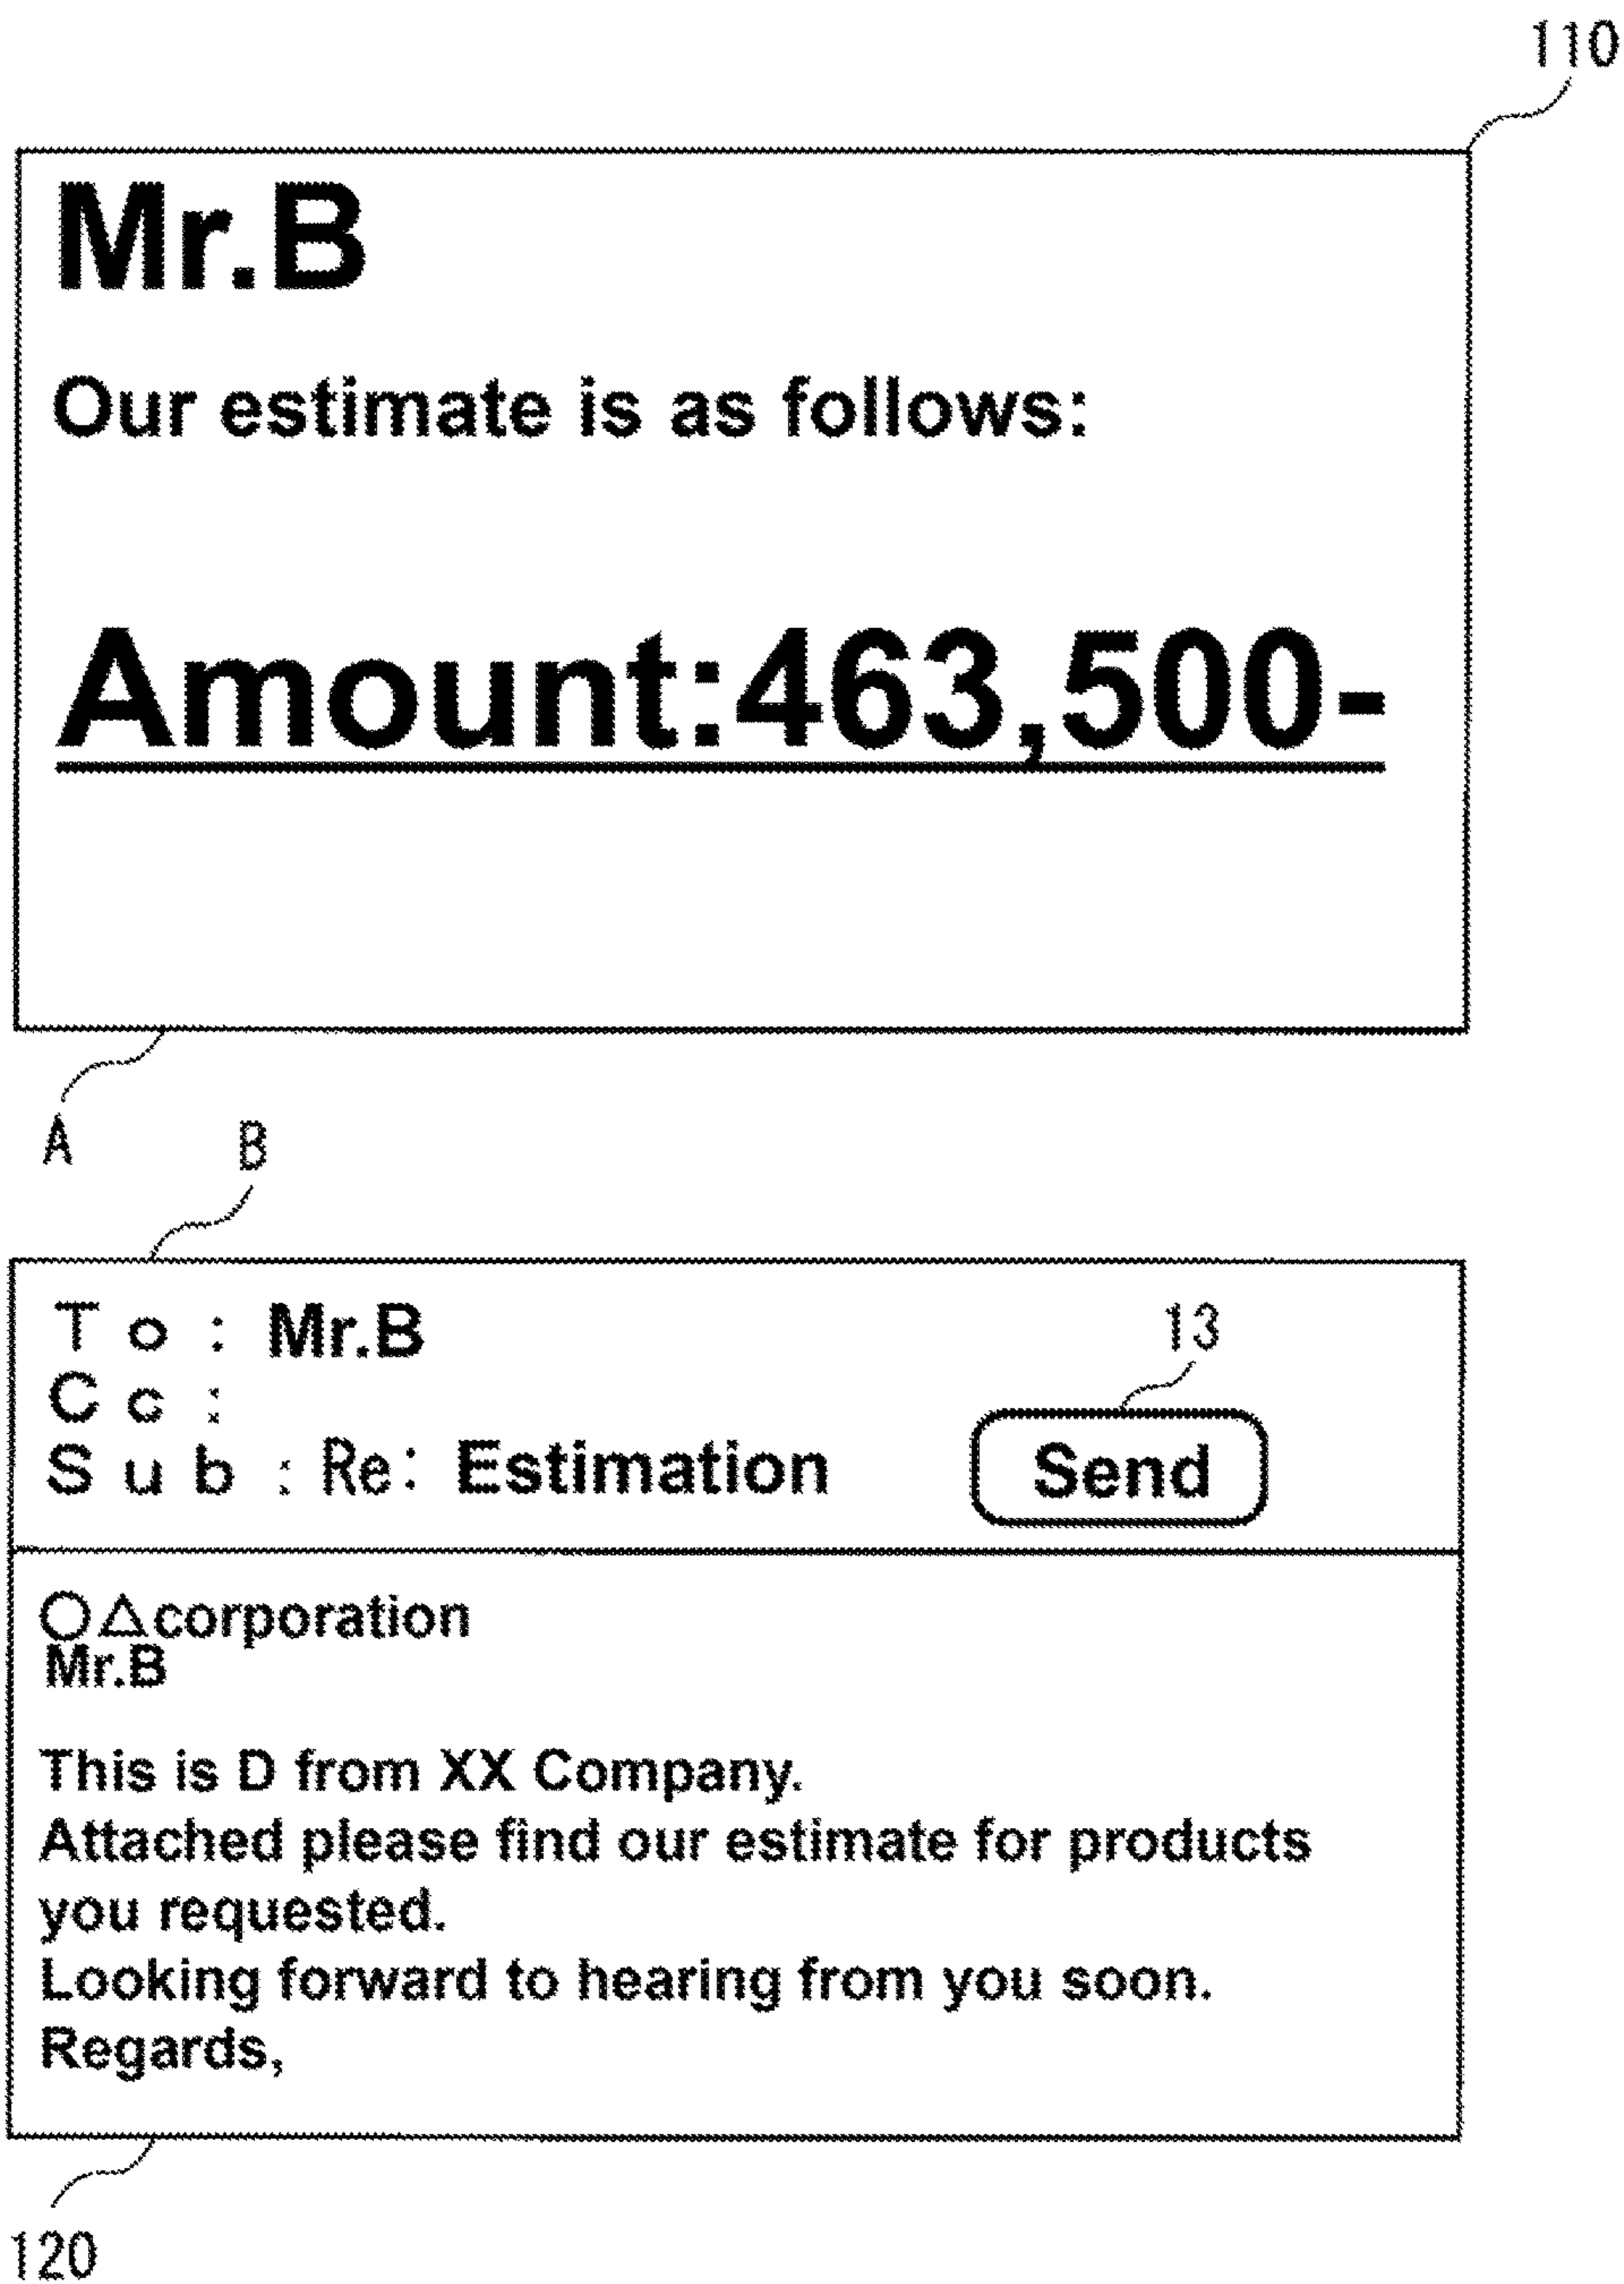 110
Mr.B
Our estimate is as follows:
Amount:463,500-
A
B
To: Mr.B
13
Cc:
Sub: Re: Estimation
Send
○△corporation
Mr.B
This is D from XX Company.
Attached please find our estimate for products
you requested.
Looking forward to hearing from you soon.
Regards,
120